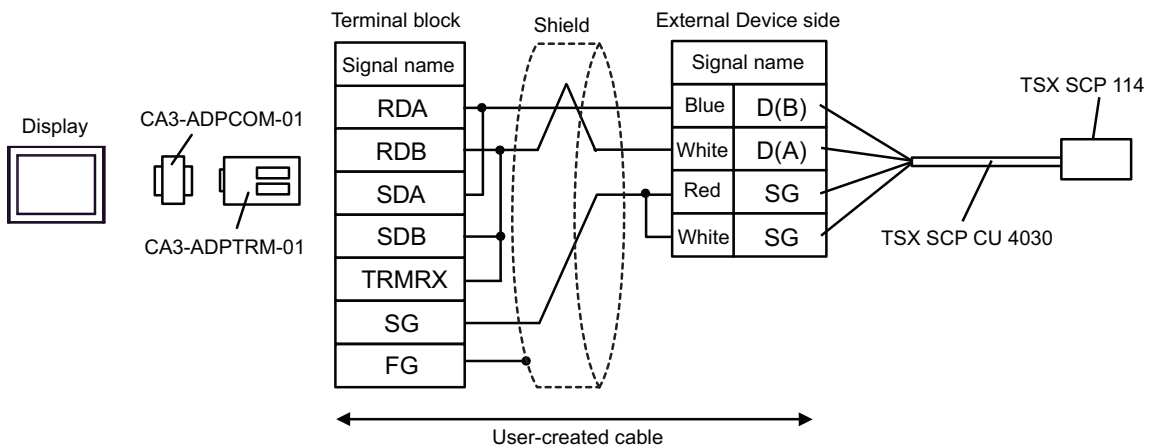 Display
CA3-ADPCOM-01
CA3-ADPTRM-01
Terminal block
Signal name
RDA
RDB
SDA
SDB
TRMRX
SG
FG
Shield
External Device side
Signal name
Blue D(B)
White D(A)
Red SG
White SG
TSX SCP 114
TSX SCP CU 4030
User-created cable